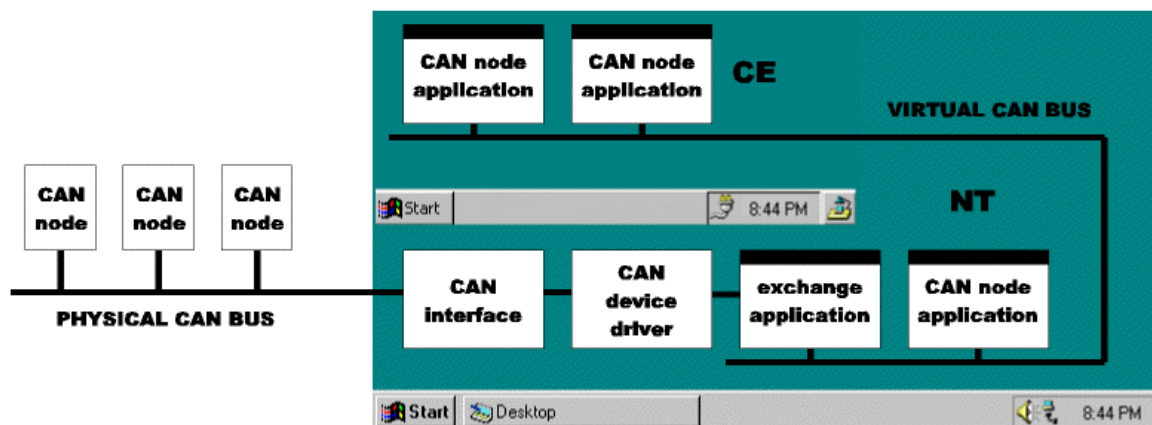 CAN node
application
CAN node
application
CE
VIRTUAL CAN BUS
CAN
node
CAN
node
CAN
node
Start
8:44 PM
NT
PHYSICAL CAN BUS
CAN
interface
CAN
device
driver
exchange
application
CAN node
application
Start
Desktop
8:44 PM